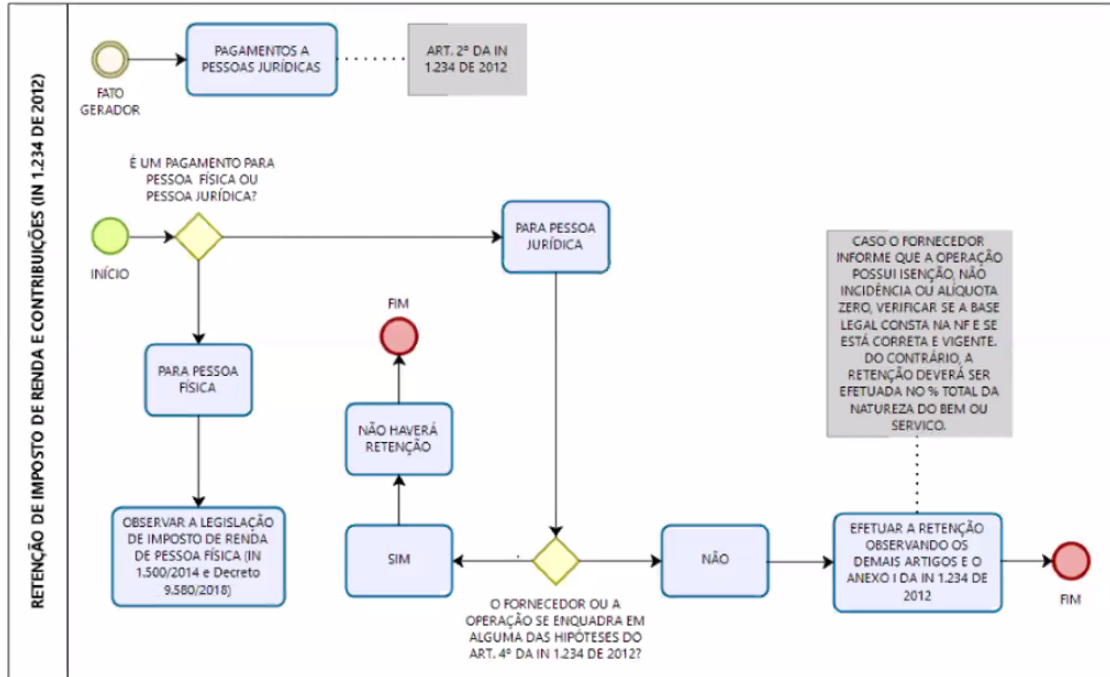 RETENÇÃO DE IMPOSTO DE RENDA E CONTRIBUIÇÕES (IN 1.234 DE 2012)
FATO
GERADOR
PAGAMENTOS A
PESSOAS JURÍDICAS
ART. 2º DA IN
1.234 DE 2012
É UM PAGAMENTO PARA
PESSOA FÍSICA OU
PESSOA JURÍDICA?
INÍCIO
PARA PESSOA
JURÍDICA
PARA PESSOA
FÍSICA
OBSERVAR A LEGISLAÇÃO
DE IMPOSTO DE RENDA
DE PESSOA FÍSICA (IN
1.500/2014 e Decreto
9.580/2018)
FIM
NÃO HAVERÁ
RETENÇÃO
SIM
O FORNECEDOR OU A
OPERAÇÃO SE ENQUADRA EM
ALGUMA DAS HIPÓTESES DO
ART. 4º DA IN 1.234 DE 2012?
NÃO
CASO O FORNECEDOR
INFORME QUE A OPERAÇÃO
POSSUI ISENÇÃO, NÃO
INCIDÊNCIA OU ALÍQUOTA
ZERO, VERIFICAR SE A BASE
LEGAL CONSTA NA NF E SE
ESTÁ CORRETA E VIGENTE.
DO CONTRÁRIO, A
RETENÇÃO DEVERÁ SER
EFETUADA NO % TOTAL DA
NATUREZA DO BEM OU
SERVICO.
EFETUAR A RETENÇÃO
OBSERVANDO OS
DEMAIS ARTIGOS E O
ANEXO I DA IN 1.234 DE
2012
FIM